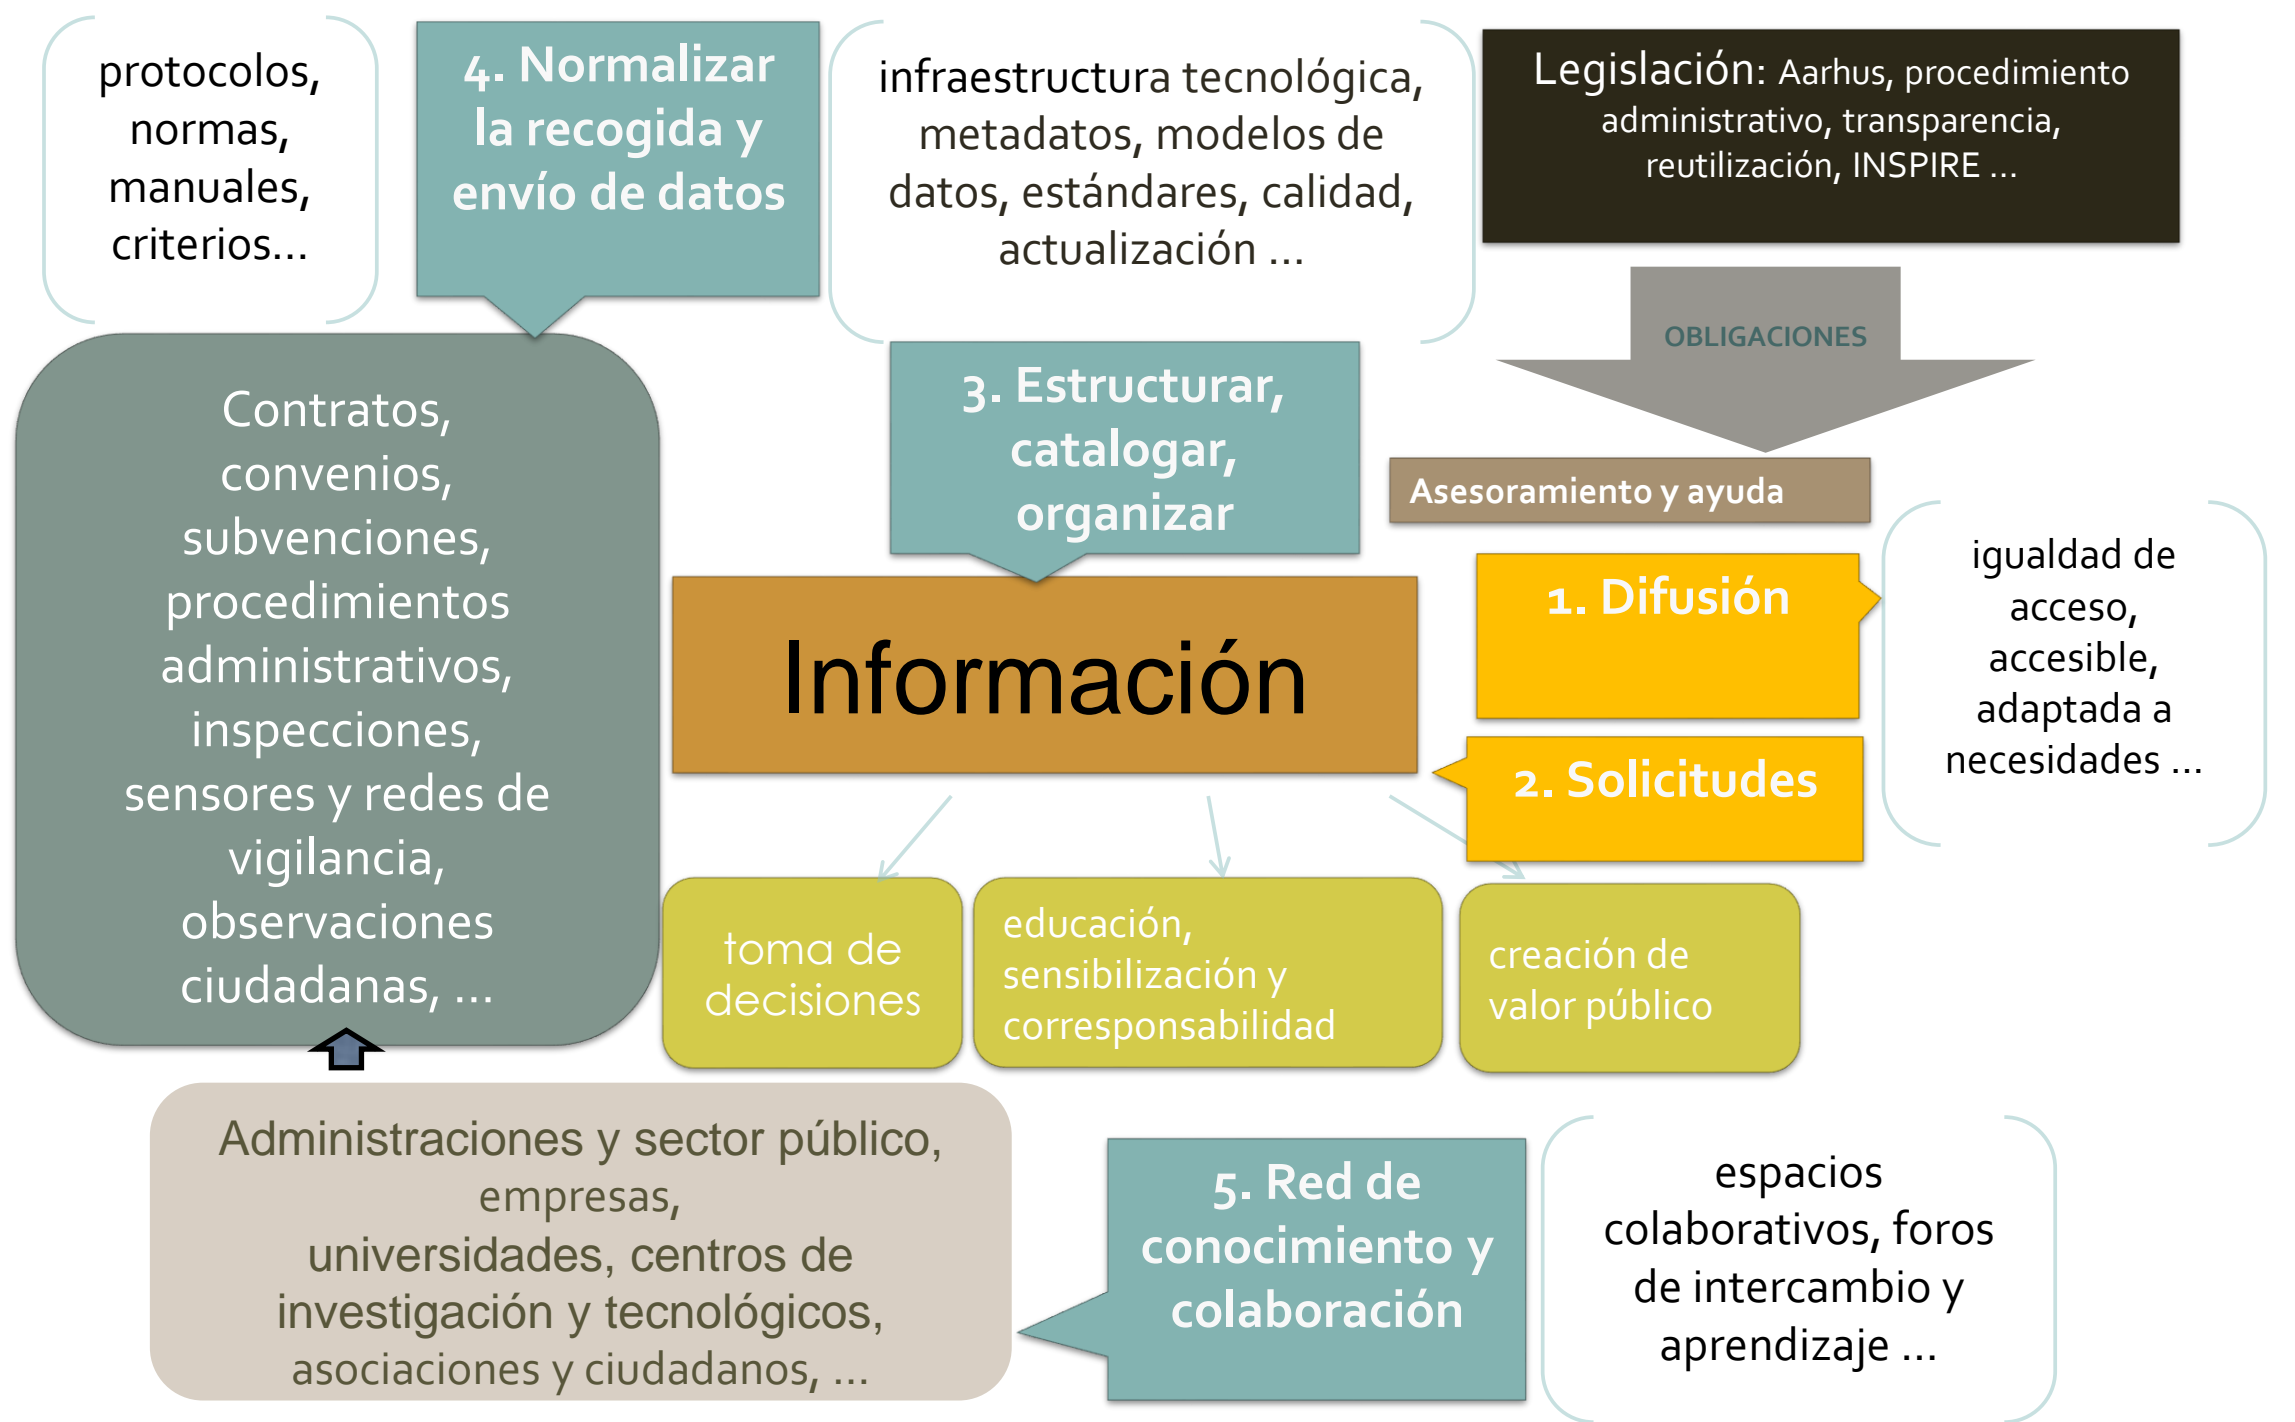 protocolos,
normas,
manuales,
criterios...
4. Normalizar
la recogida y
envío de datos
infraestructura tecnológica,
metadatos, modelos de
datos, estándares, calidad,
actualización ...
Legislación: Aarhus, procedimiento
administrativo, transparencia,
reutilización, INSPIRE ...
OBLIGACIONES
Contratos,
convenios,
subvenciones,
procedimientos
administrativos,
inspecciones,
sensores y redes de
vigilancia,
observaciones
ciudadanas, ...
3. Estructurar,
catalogar,
organizar
Asesoramiento y ayuda
Información
1. Difusión
2. Solicitudes
igualdad de
acceso,
accesible,
adaptada a
necesidades ...
toma de
decisiones
educación,
sensibilización y
corresponsabilidad
creación de
valor público
Administraciones y sector público,
empresas,
universidades, centros de
investigación y tecnológicos,
asociaciones y ciudadanos, ...
5. Red de
conocimiento y
colaboración
espacios
colaborativos, foros
de intercambio y
aprendizaje ...